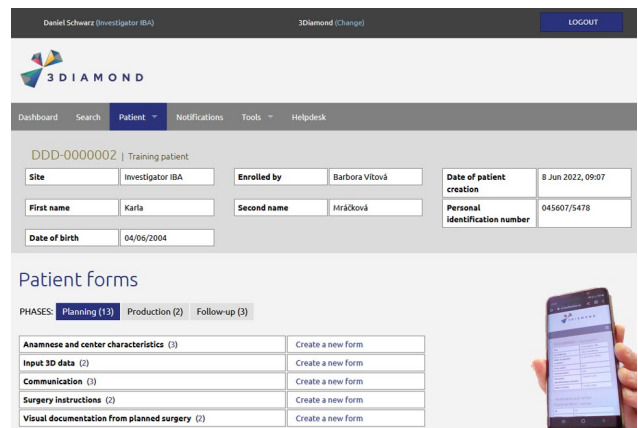 Daniel Schwarz (Investigator IBA) 3Diamond (Change) LOGOUT
3DIAMOND
Dashboard Search Patient Notifications Tools Helpdesk
DDD-0000002 | Training patient
Site Investigator IBA Enrolled by Barbora Vítová Date of patient creation 8 Jun 2022, 09:07
First name Karla Second name Mráčková Personal identification number 045607/5478
Date of birth 04/06/2004
Patient forms
PHASES: Planning (13) Production (2) Follow-up (3)
Anamnese and center characteristics (3) Create a new form
Input 3D data (2) Create a new form
Communication (3) Create a new form
Surgery instructions (2) Create a new form
Visual documentation from planned surgery (2) Create a new form
3DIAMOND